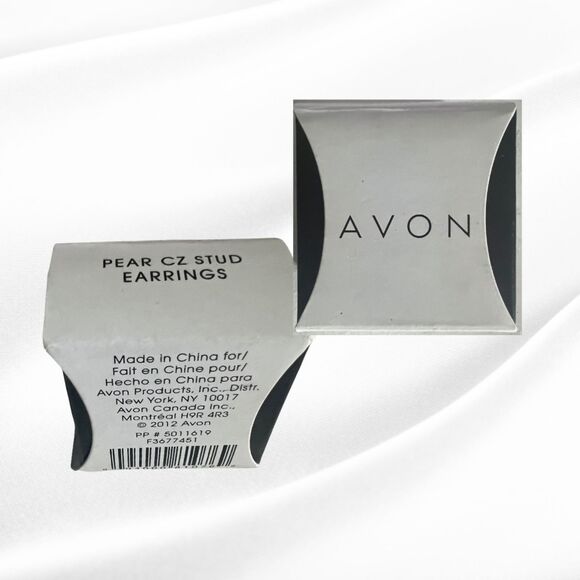 AVON
PEAR CZ STUD
EARRINGS
Made in China for/
Fait en Chine pour/
Hecho en China para
Avon Products, Inc., Distr.
New York, NY 10017
Avon Canada Inc.,
Montréal H9R 4R3
© 2012 Avon
PP # 5011619
F3677451